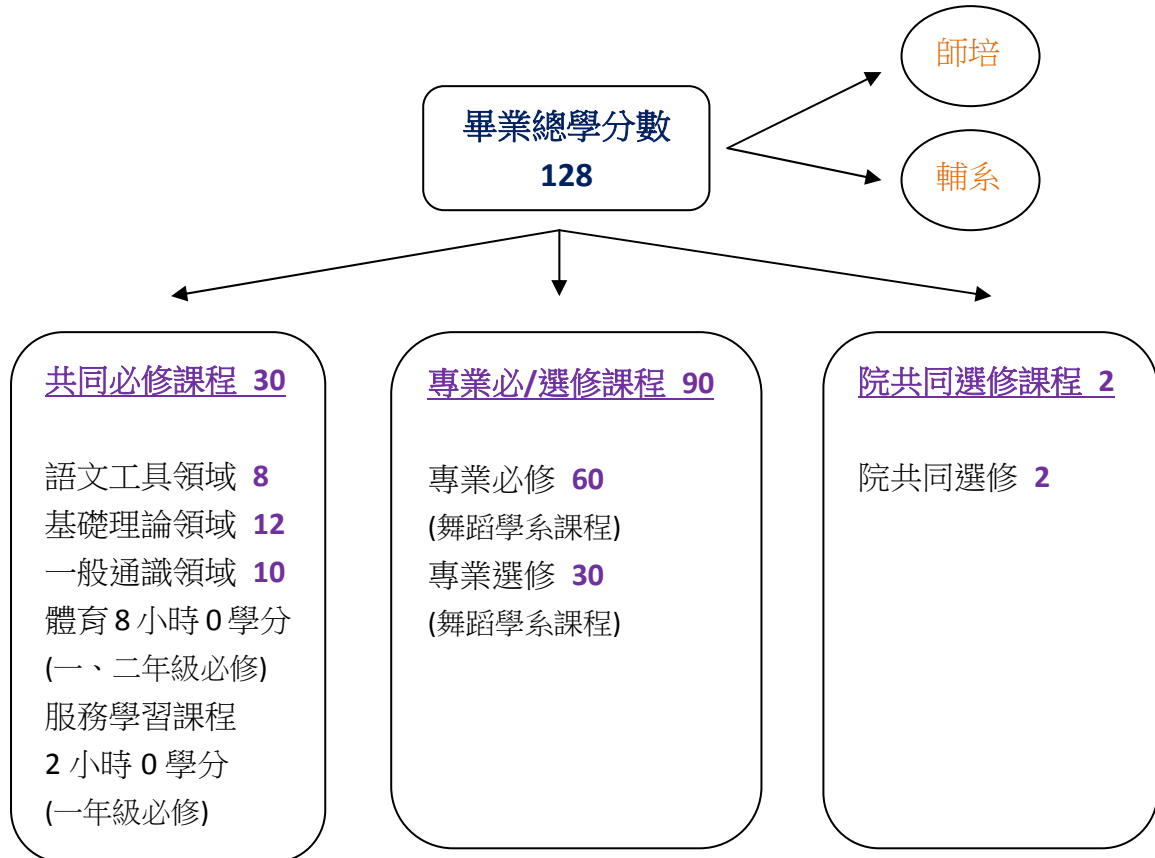 師培
畢業總學分數
128
輔系
共同必修課程 30
語文工具領域 8
基礎理論領域 12
一般通識領域 10
體育 8 小時 0 學分
(一、二年級必修)
服務學習課程
2 小時 0 學分
(一年級必修)
專業必/選修課程 90
專業必修 60
(舞蹈學系課程)
專業選修 30
(舞蹈學系課程)
院共同選修課程 2
院共同選修 2